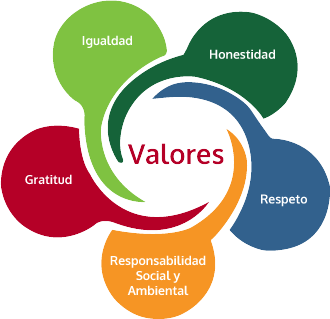 Igualdad
Honestidad
Valores
Gratitud
Respeto
Responsabilidad
Social y
Ambiental